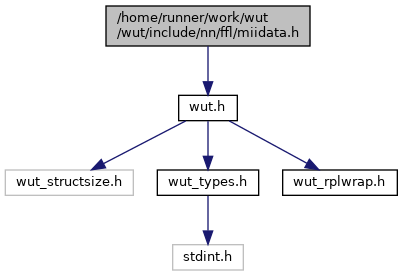 /home/runner/work/wut
/wut/include/nn/ffl/miidata.h
wut.h
wut_structsize.h
wut_types.h
wut_rplwrap.h
stdint.h